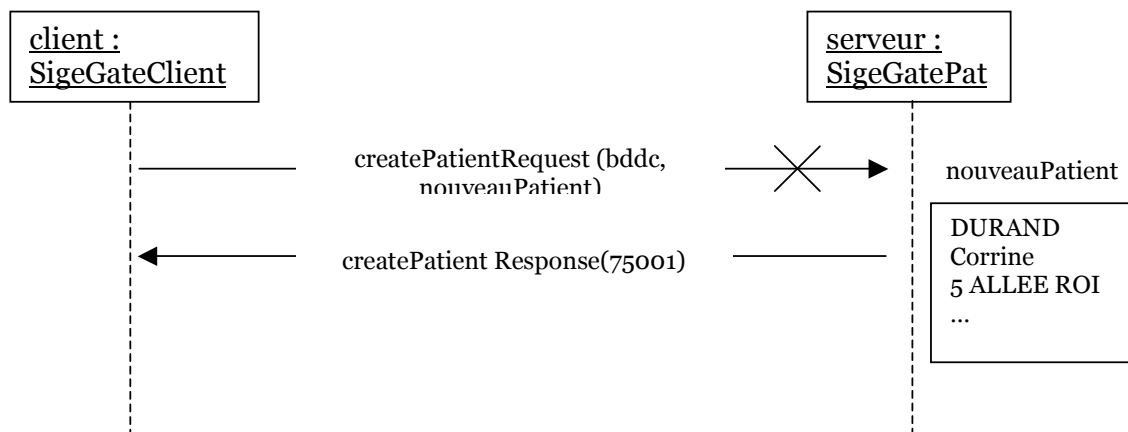 client :
SigeGateClient
serveur :
SigeGatePat
createPatientRequest (bddc,
nouveauPatient)
nouveauPatient
DURAND
Corrine
5 ALLEE ROI
...
createPatient Response(75001)